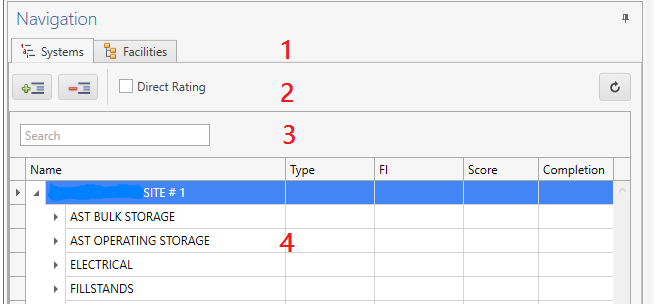 Navigation
Systems Facilities 1
Direct Rating 2
Search 3
Name Type FI Score Completion
SITE # 1
AST BULK STORAGE
AST OPERATING STORAGE 4
ELECTRICAL
FILLSTANDS